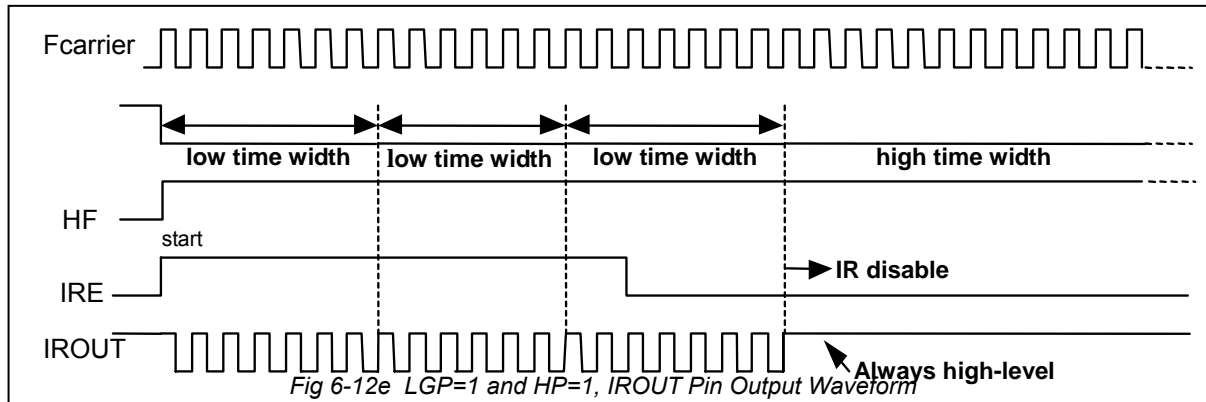 Fcarrier
low time width low time width low time width high time width
HF
start
IR disable
IRE
IROUT
Always high-level
Fig 6-12e LGP=1 and HP=1, IROUT Pin Output Waveform